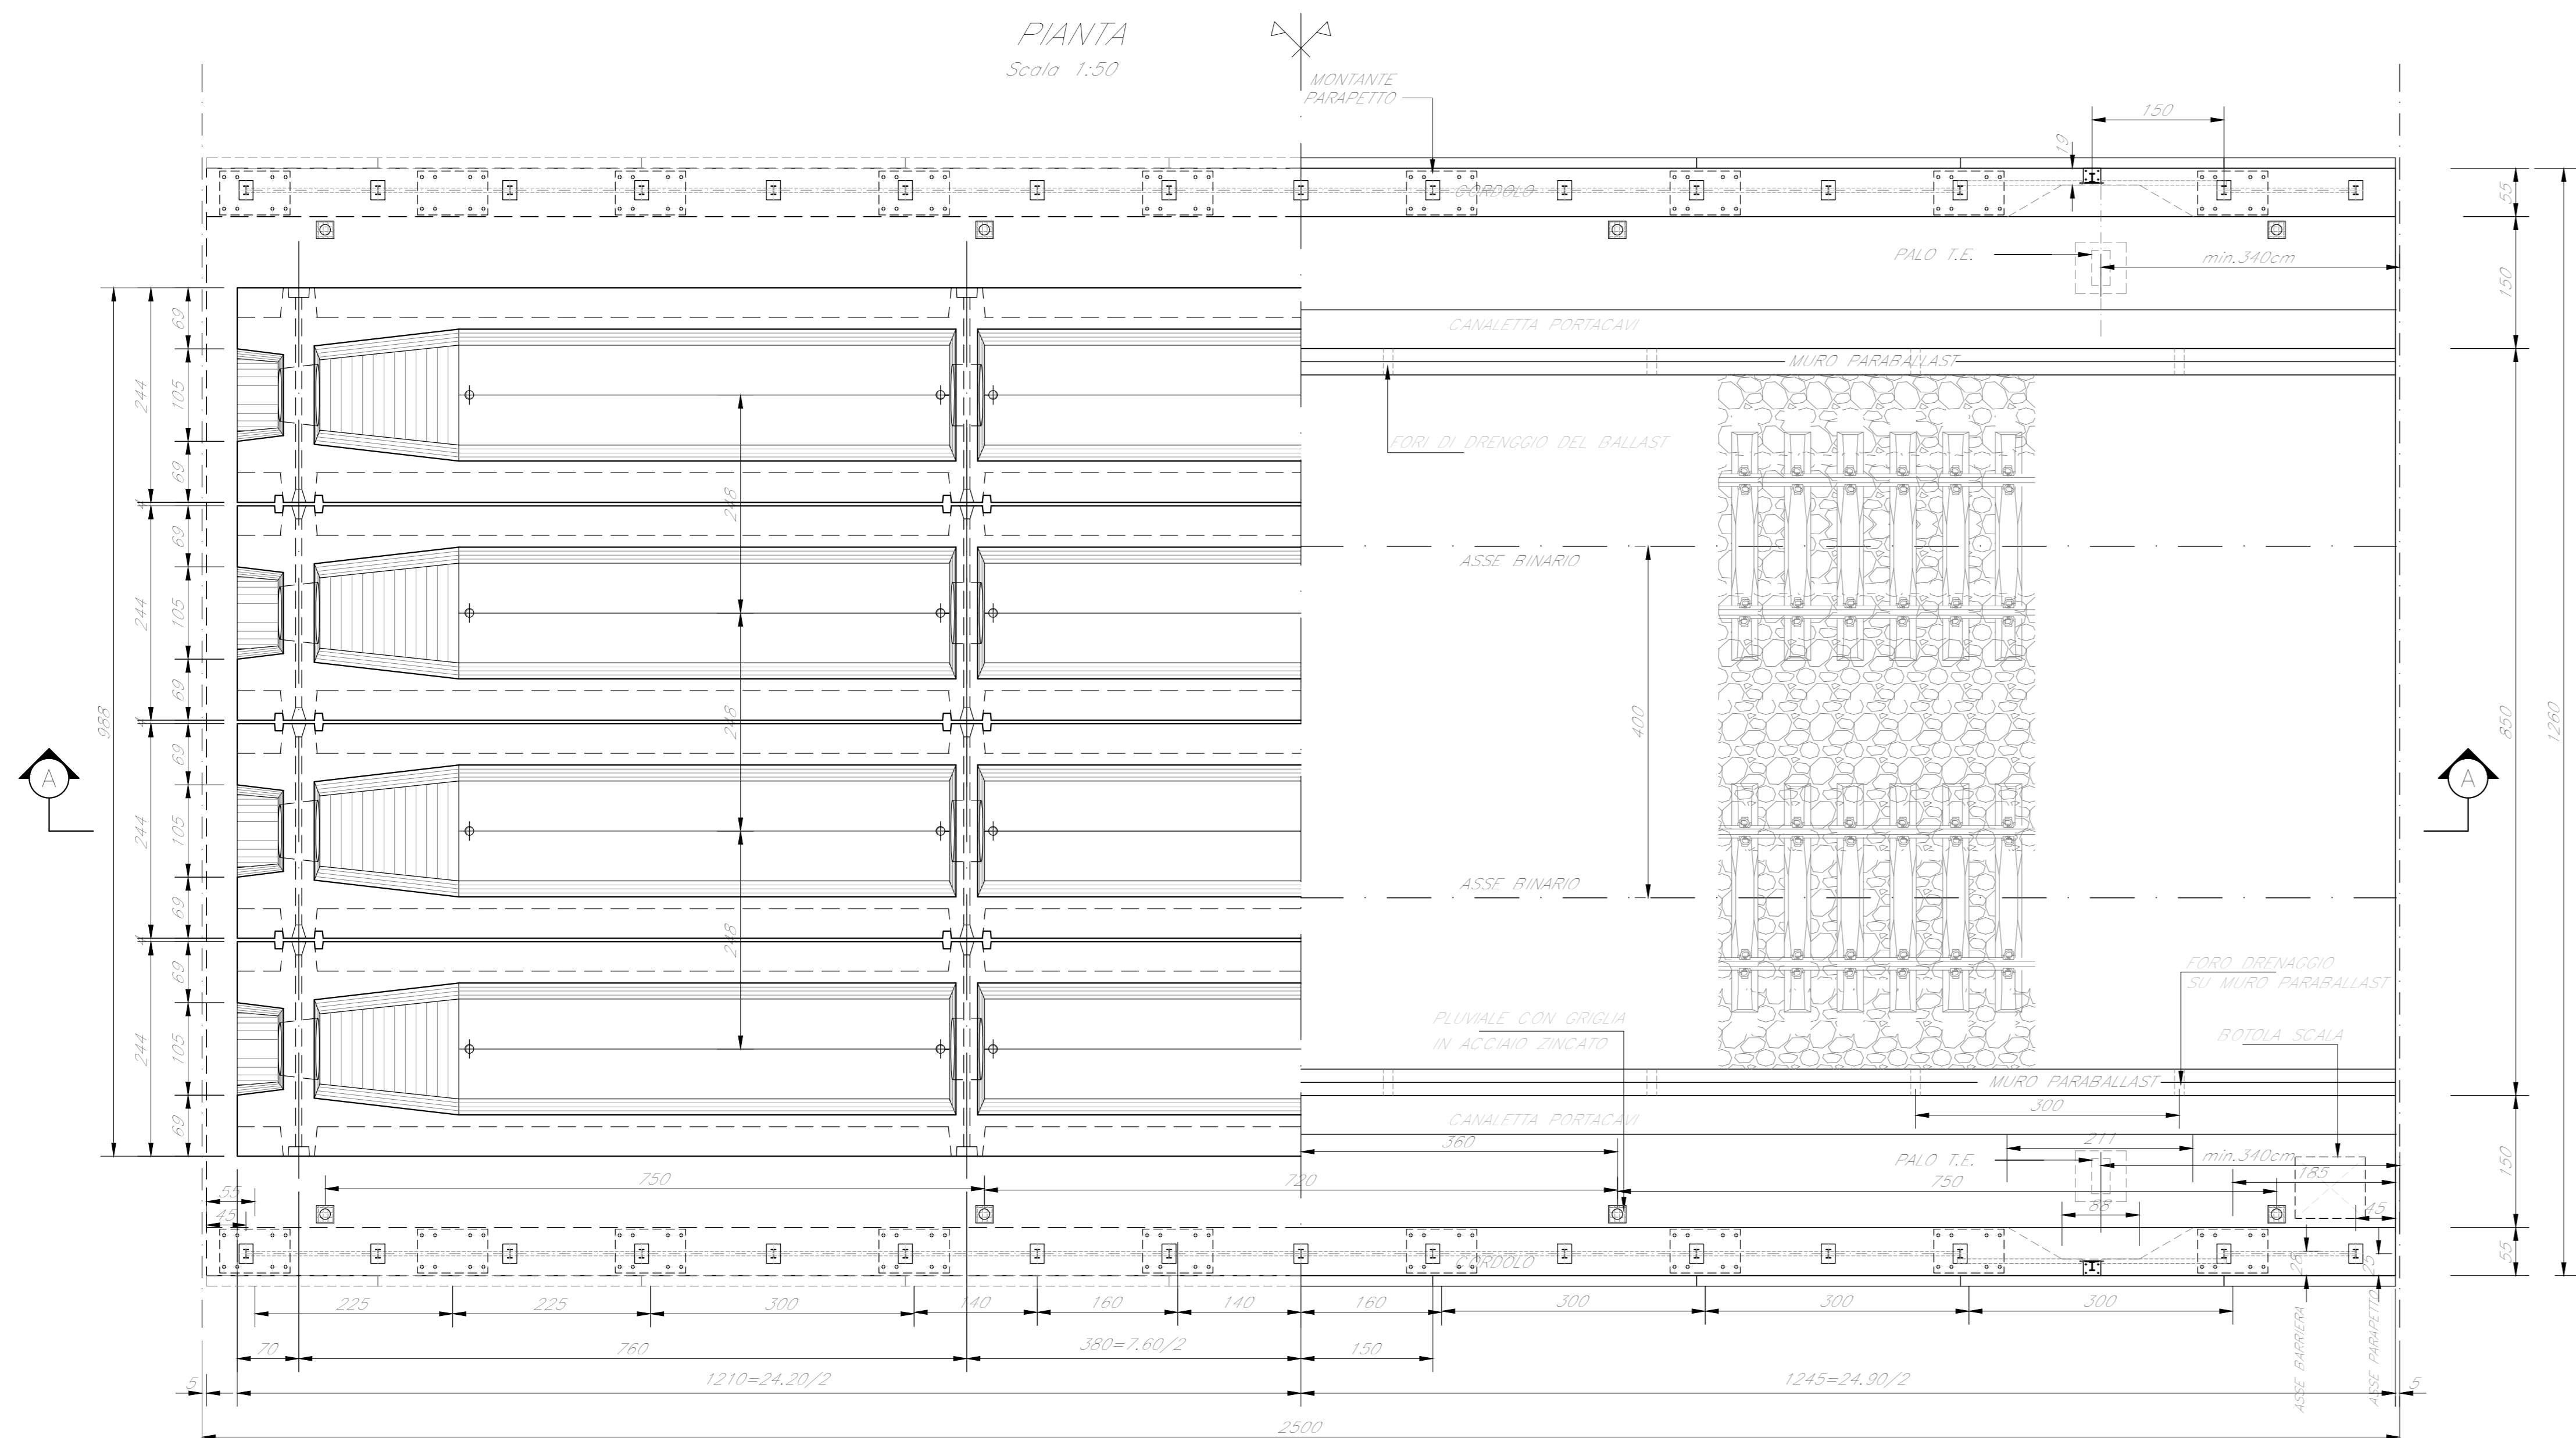 PIANTA
Scala 1:50
MONTANTE
PARAPETTO
150
19
CORDOLO
55
PALO T.E.
min.340cm
150
CANALETTA PORTACAVI
MURO PARABALLAST
FORI DI DRENGGIO DEL BALLAST
69
105
69
244
4
69
105
69
244
4
69
105
69
244
4
69
105
69
244
988
248
248
248
ASSE BINARIO
400
ASSE BINARIO
850
1260
A
A
FORO DRENAGGIO
SU MURO PARABALLAST
PLUVIALE CON GRIGLIA
IN ACCIAIO ZINCATO
BOTOLA SCALA
MURO PARABALLAST
300
CANALETTA PORTACAVI
360
211
PALO T.E.
min.340cm
150
185
750
720
750
55
45
88
45
CORDOLO
28
25
55
225
225
300
140
160
140
160
300
300
300
ASSE BARRIERA
ASSE PARAPETTO
70
760
380=7.60/2
150
5
1210=24.20/2
1245=24.90/2
5
2500